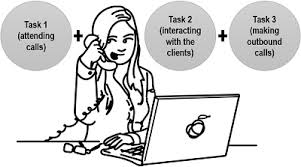 Task 1
(attending
calls)
+
Task 2
(interacting
with the
clients)
+
Task 3
(making
outbound
calls)